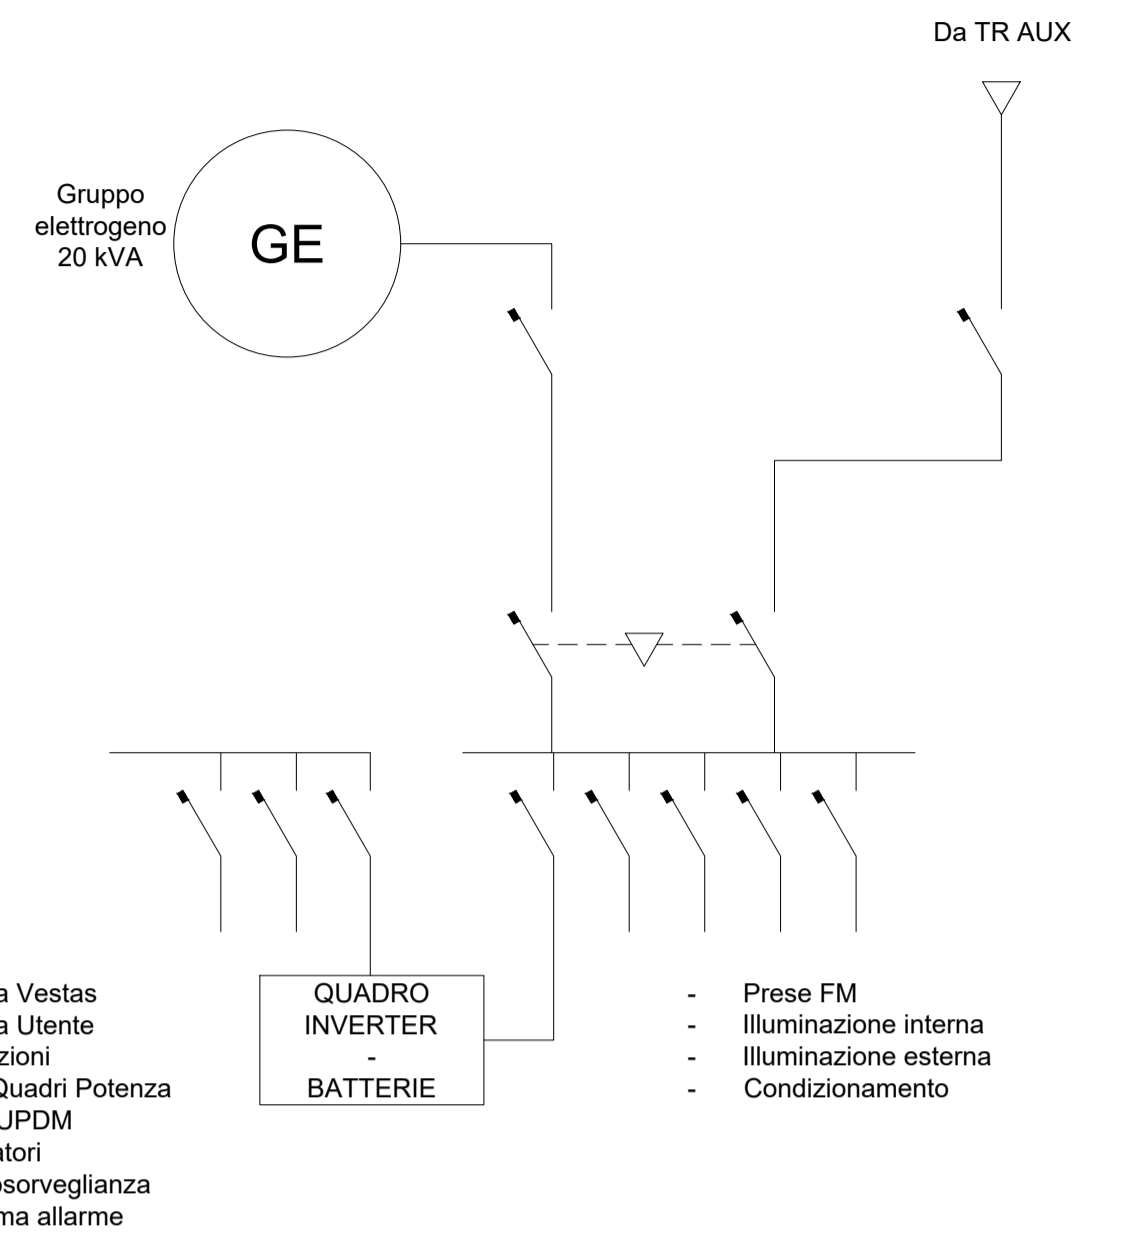 Da TR AUX
Gruppo
elettrogeno
20 kVA
GE
a Vestas
a Utente
zioni
Quadri Potenza
UPDM
atori
osorveglianza
ma allarme
QUADRO
INVERTER
-
BATTERIE
- Prese FM
- Illuminazione interna
- Illuminazione esterna
- Condizionamento